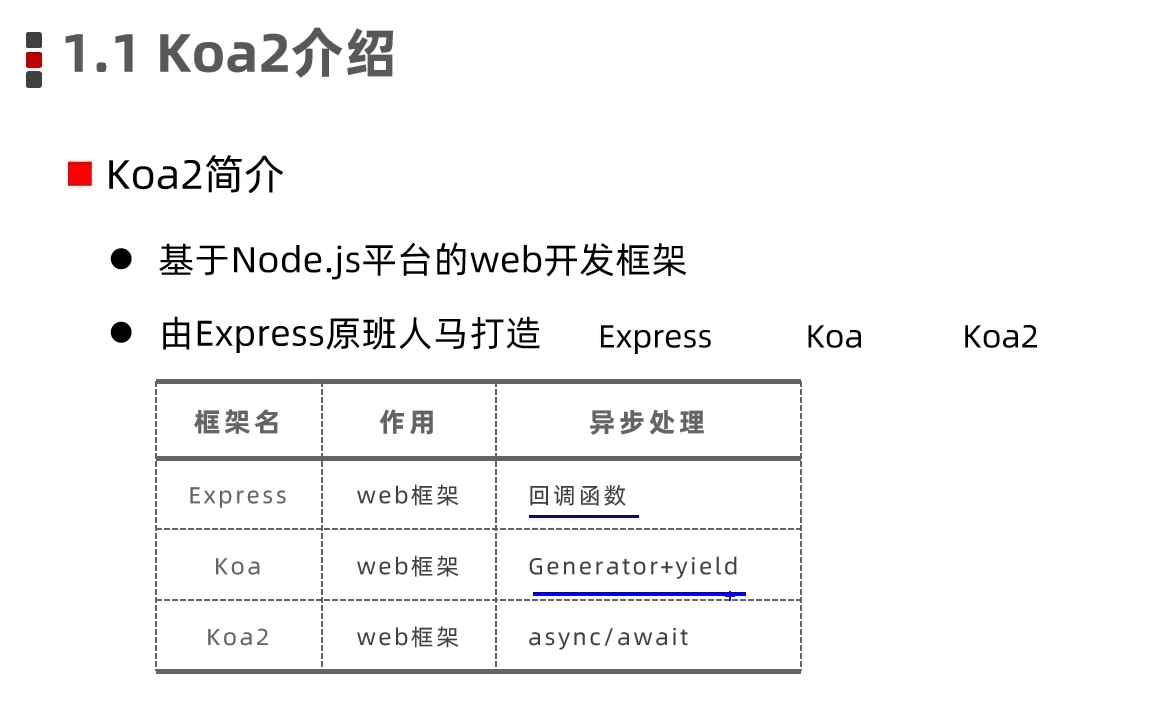 1.1 Koa2介绍
Koa2简介
基于Node.js平台的web开发框架
由Express原班人马打造 Express Koa Koa2
框架名 作用 异步处理
Express web框架 回调函数
Koa web框架 Generator+yield
Koa2 web框架 async/await